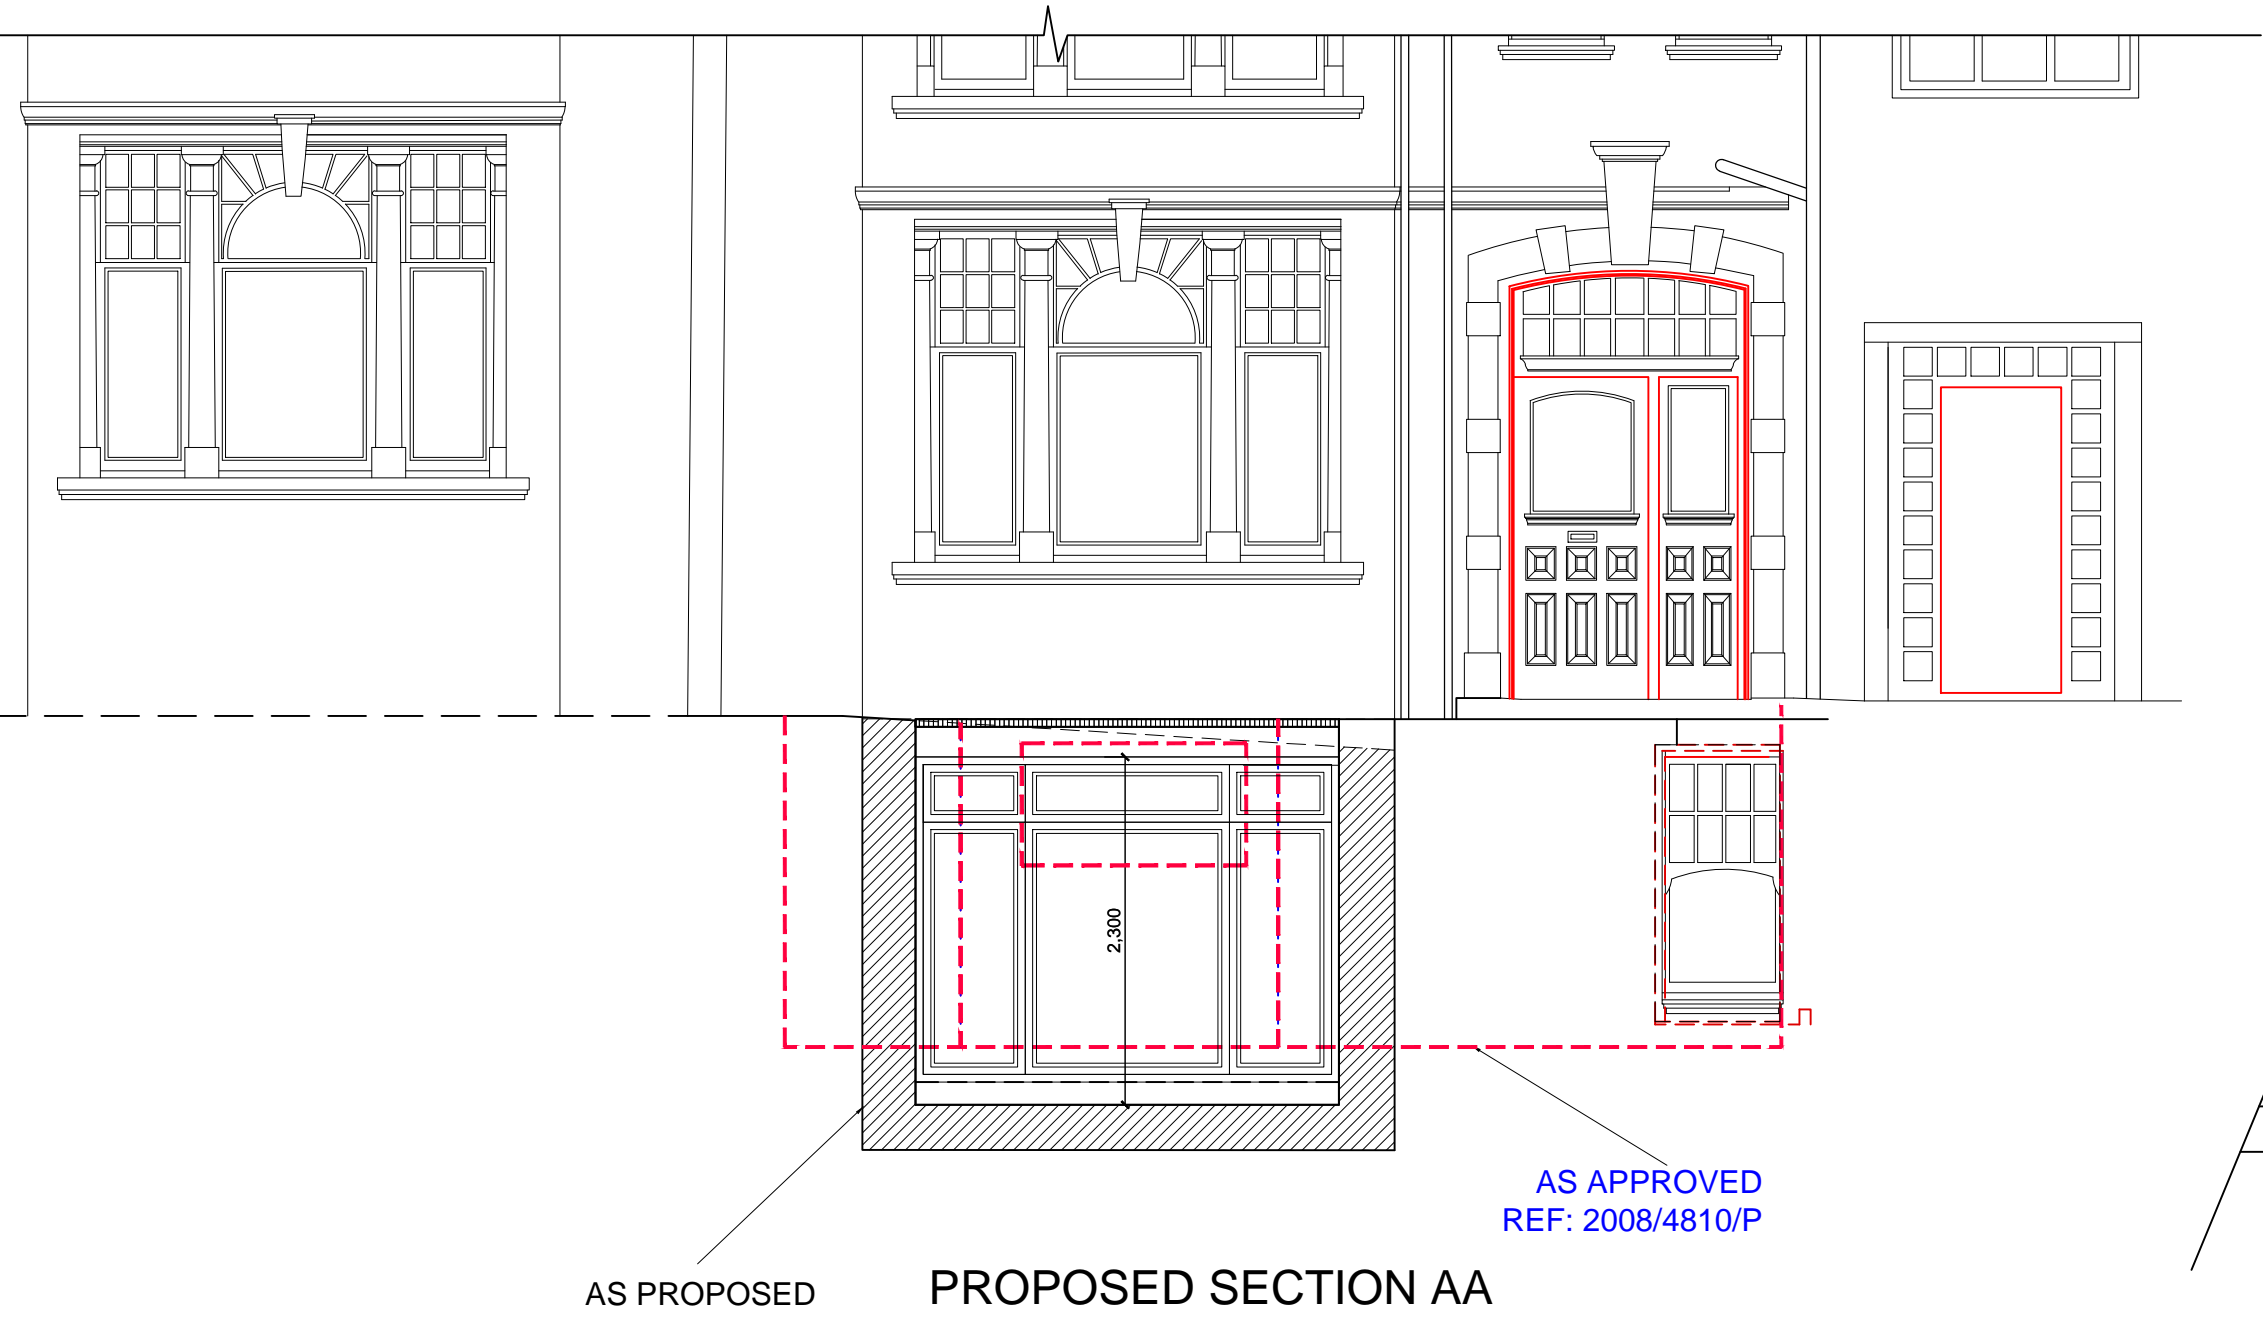 2,300
AS APPROVED
REF: 2008/4810/P
AS PROPOSED
PROPOSED SECTION AA